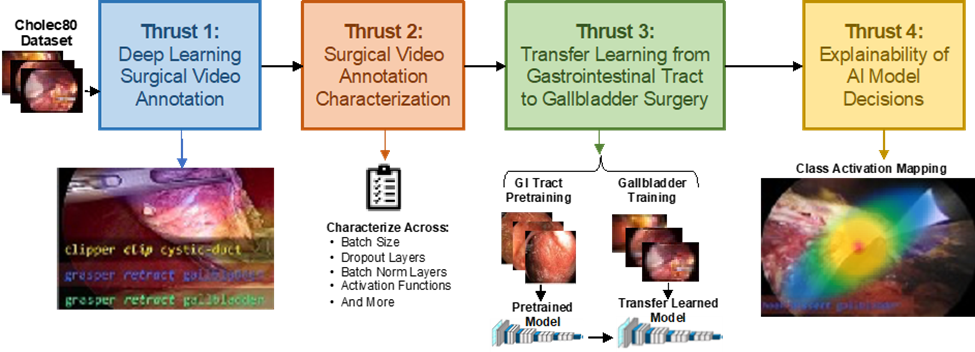 Cholec80
Dataset
Thrust 1:
Deep Learning
Surgical Video
Annotation
Thrust 2:
Surgical Video
Annotation
Characterization
Thrust 3:
Transfer Learning from
Gastrointestinal Tract
to Gallbladder Surgery
Thrust 4:
Explainability of
AI Model
Decisions
clipper clip cystic-duct
grasper retract gallbladder
grasper retract gallbladder
Characterize Across:
• Batch Size
• Dropout Layers
• Batch Norm Layers
• Activation Functions
• And More
GI Tract
Pretraining
Gallbladder
Training
Pretrained
Model
Transfer Learned
Model
Class Activation Mapping
gallbladder